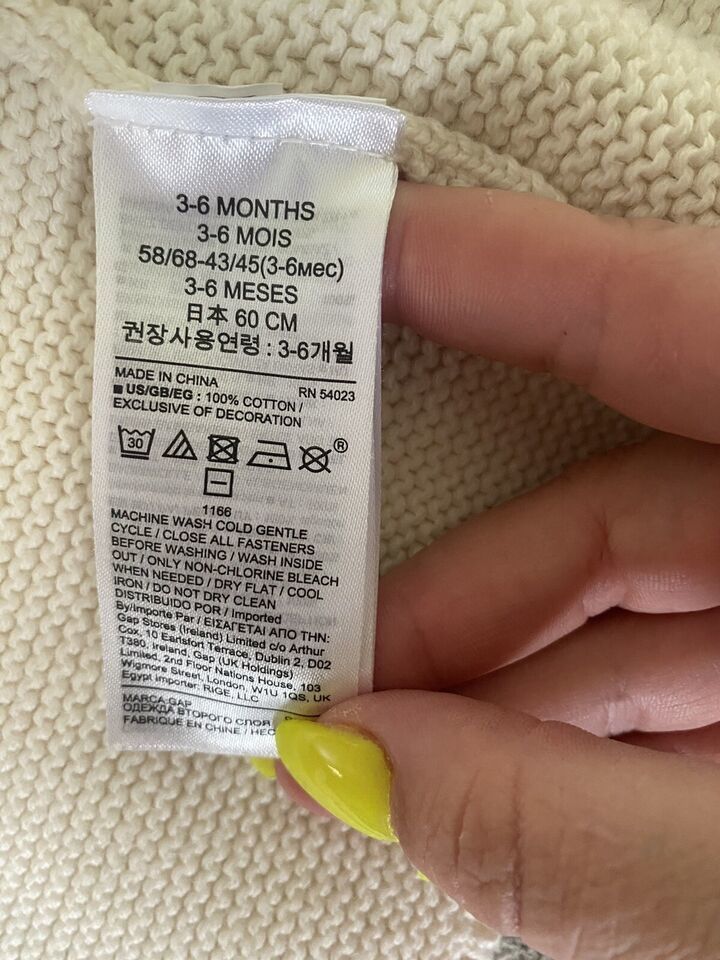 3-6 MONTHS
3-6 MOIS
58/68-43/45(3-6мес)
3-6 MESES
日本 60 CM
권장사용연령 : 3-6개월
MADE IN CHINA RN 54023
■ US/GB/EG : 100% COTTON /
EXCLUSIVE OF DECORATION
30
®
1166
MACHINE WASH COLD GENTLE
CYCLE / CLOSE ALL FASTENERS
BEFORE WASHING / WASH INSIDE
OUT / ONLY NON-CHLORINE BLEACH
WHEN NEEDED / DRY FLAT / COOL
IRON / DO NOT DRY CLEAN
DISTRIBUIDO POR / Imported
By/Importe Par / ΕΙΣΑΓΕΤΑΙ ΑΠΟ ΤΗΝ:
Gap Stores (Ireland) Limited c/o Arthur
Cox, 10 Earlsfort Terrace, Dublin 2, D02
T380, Ireland, Gap (UK Holdings)
Limited, 2nd Floor Nations House, 103
Wigmore Street, London, W1U 1QS, UK
Egypt importer: RIGE, LLC
MARCA-GAP
ОДЕЖДА ВТОРОГО СЛОЯ
FABRIQUE EN CHINE / HEC